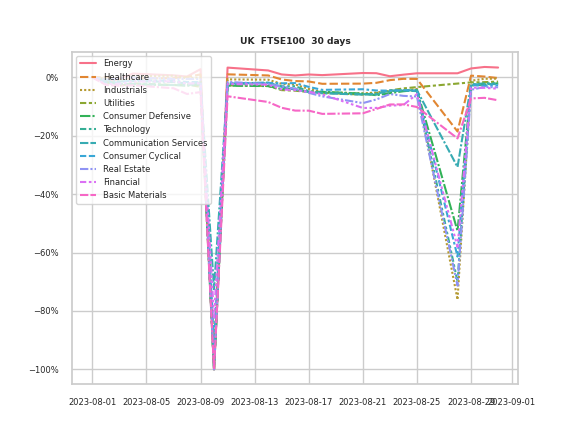 UK FTSE100 30 days
Energy
Healthcare
Industrials
Utilities
Consumer Defensive
Technology
Communication Services
Consumer Cyclical
Real Estate
Financial
Basic Materials
0%
−20%
−40%
−60%
−80%
−100%
2023-08-01 2023-08-05 2023-08-09 2023-08-13 2023-08-17 2023-08-21 2023-08-25 2023-08-29 2023-09-01